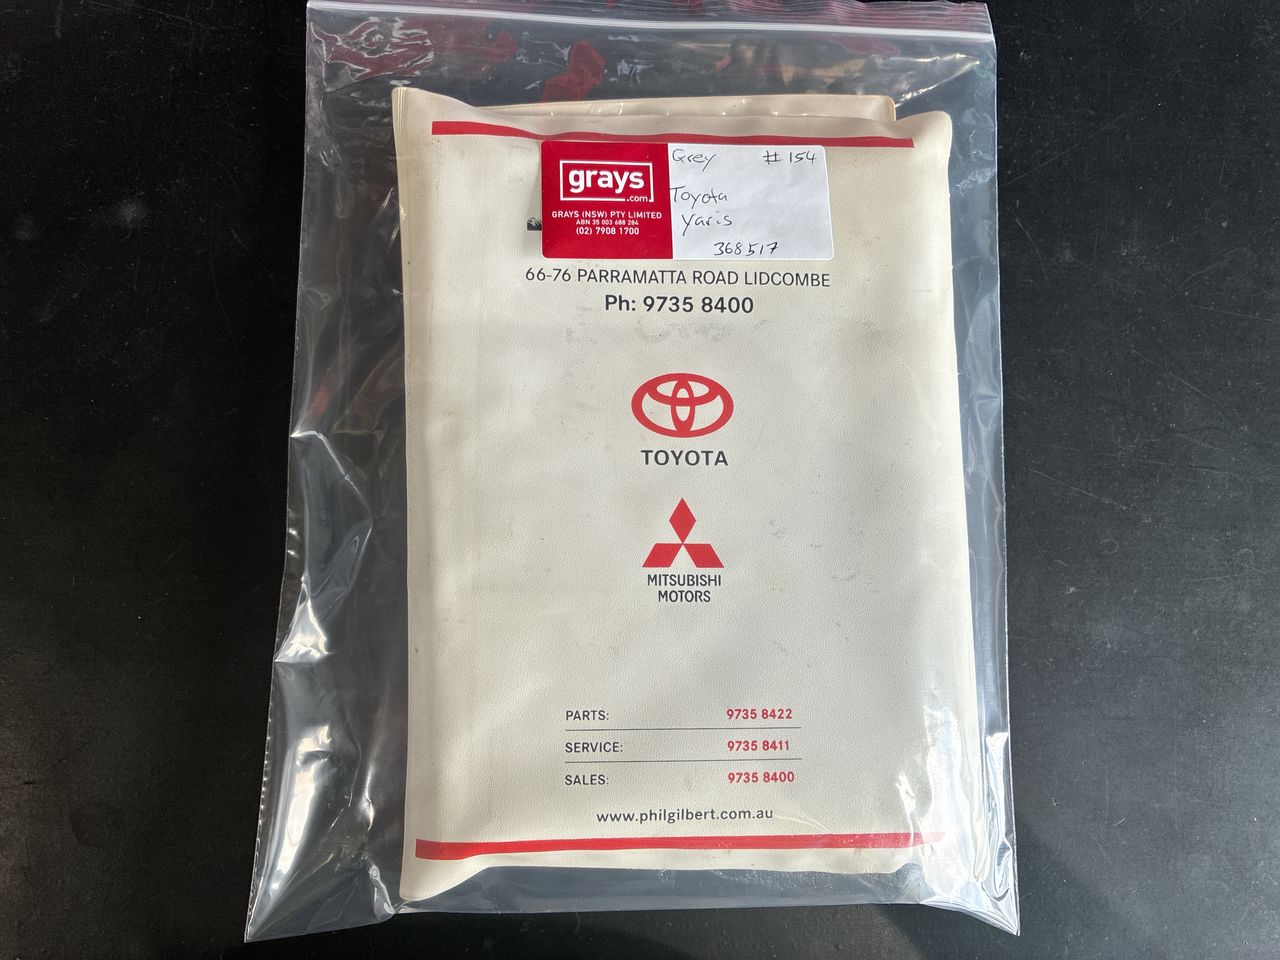 grays
.com
GRAYS (NSW) PTY LIMITED
ABN 35 003 688 284
(02) 7908 1700
Grey #154
Toyota
Yaris
368517
66-76 PARRAMATTA ROAD LIDCOMBE
Ph: 9735 8400
TOYOTA
MITSUBISHI
MOTORS
PARTS: 9735 8422
SERVICE: 9735 8411
SALES: 9735 8400
www.philgilbert.com.au